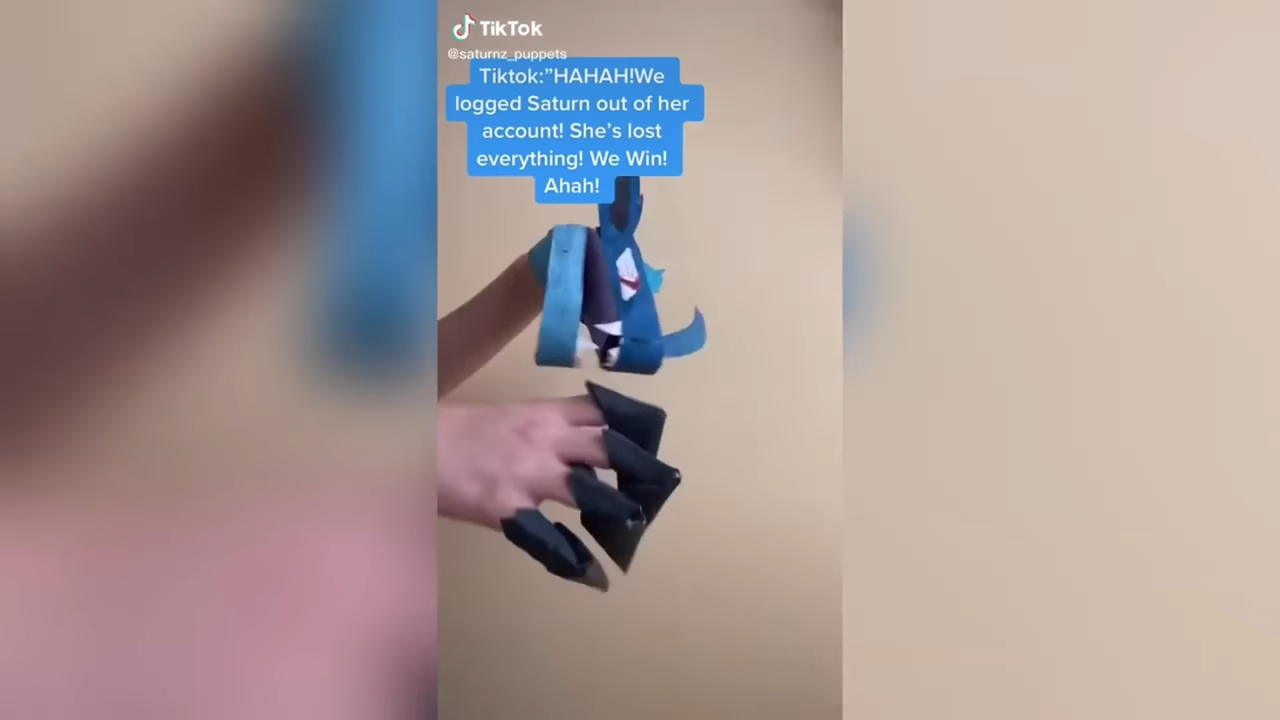 TikTok
@saturnz_puppets
Tiktok:”HAHAH!We
logged Saturn out of her
account! She’s lost
everything! We Win!
Ahah!